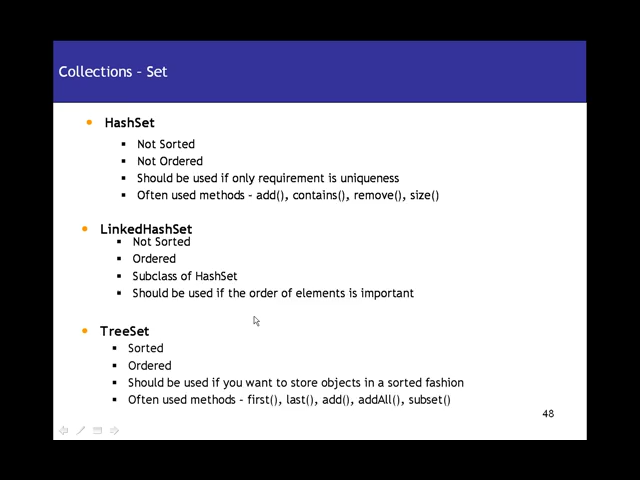 Collections – Set
• HashSet
▪ Not Sorted
▪ Not Ordered
▪ Should be used if only requirement is uniqueness
▪ Often used methods – add(), contains(), remove(), size()
• LinkedHashSet
▪ Not Sorted
▪ Ordered
▪ Subclass of HashSet
▪ Should be used if the order of elements is important
• TreeSet
▪ Sorted
▪ Ordered
▪ Should be used if you want to store objects in a sorted fashion
▪ Often used methods – first(), last(), add(), addAll(), subset()
48